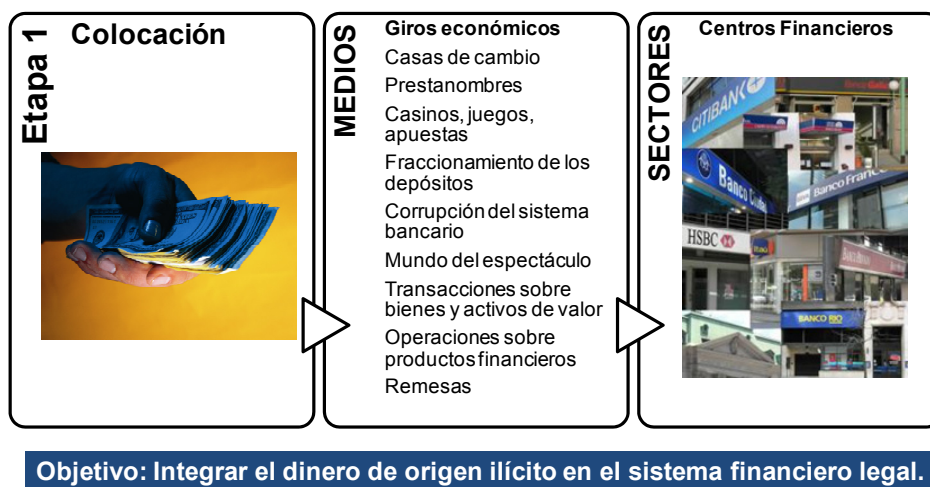 Etapa 1
Colocación
MEDIOS
Giros económicos
Casas de cambio
Prestanombres
Casinos, juegos,
apuestas
Fraccionamiento de los
depósitos
Corrupción del sistema
bancario
Mundo del espectáculo
Transacciones sobre
bienes y activos de valor
Operaciones sobre
productos financieros
Remesas
SECTORES
Centros Financieros
CITIBANK
Banco
HSBC
BANCO RIO
Objetivo: Integrar el dinero de origen ilícito en el sistema financiero legal.